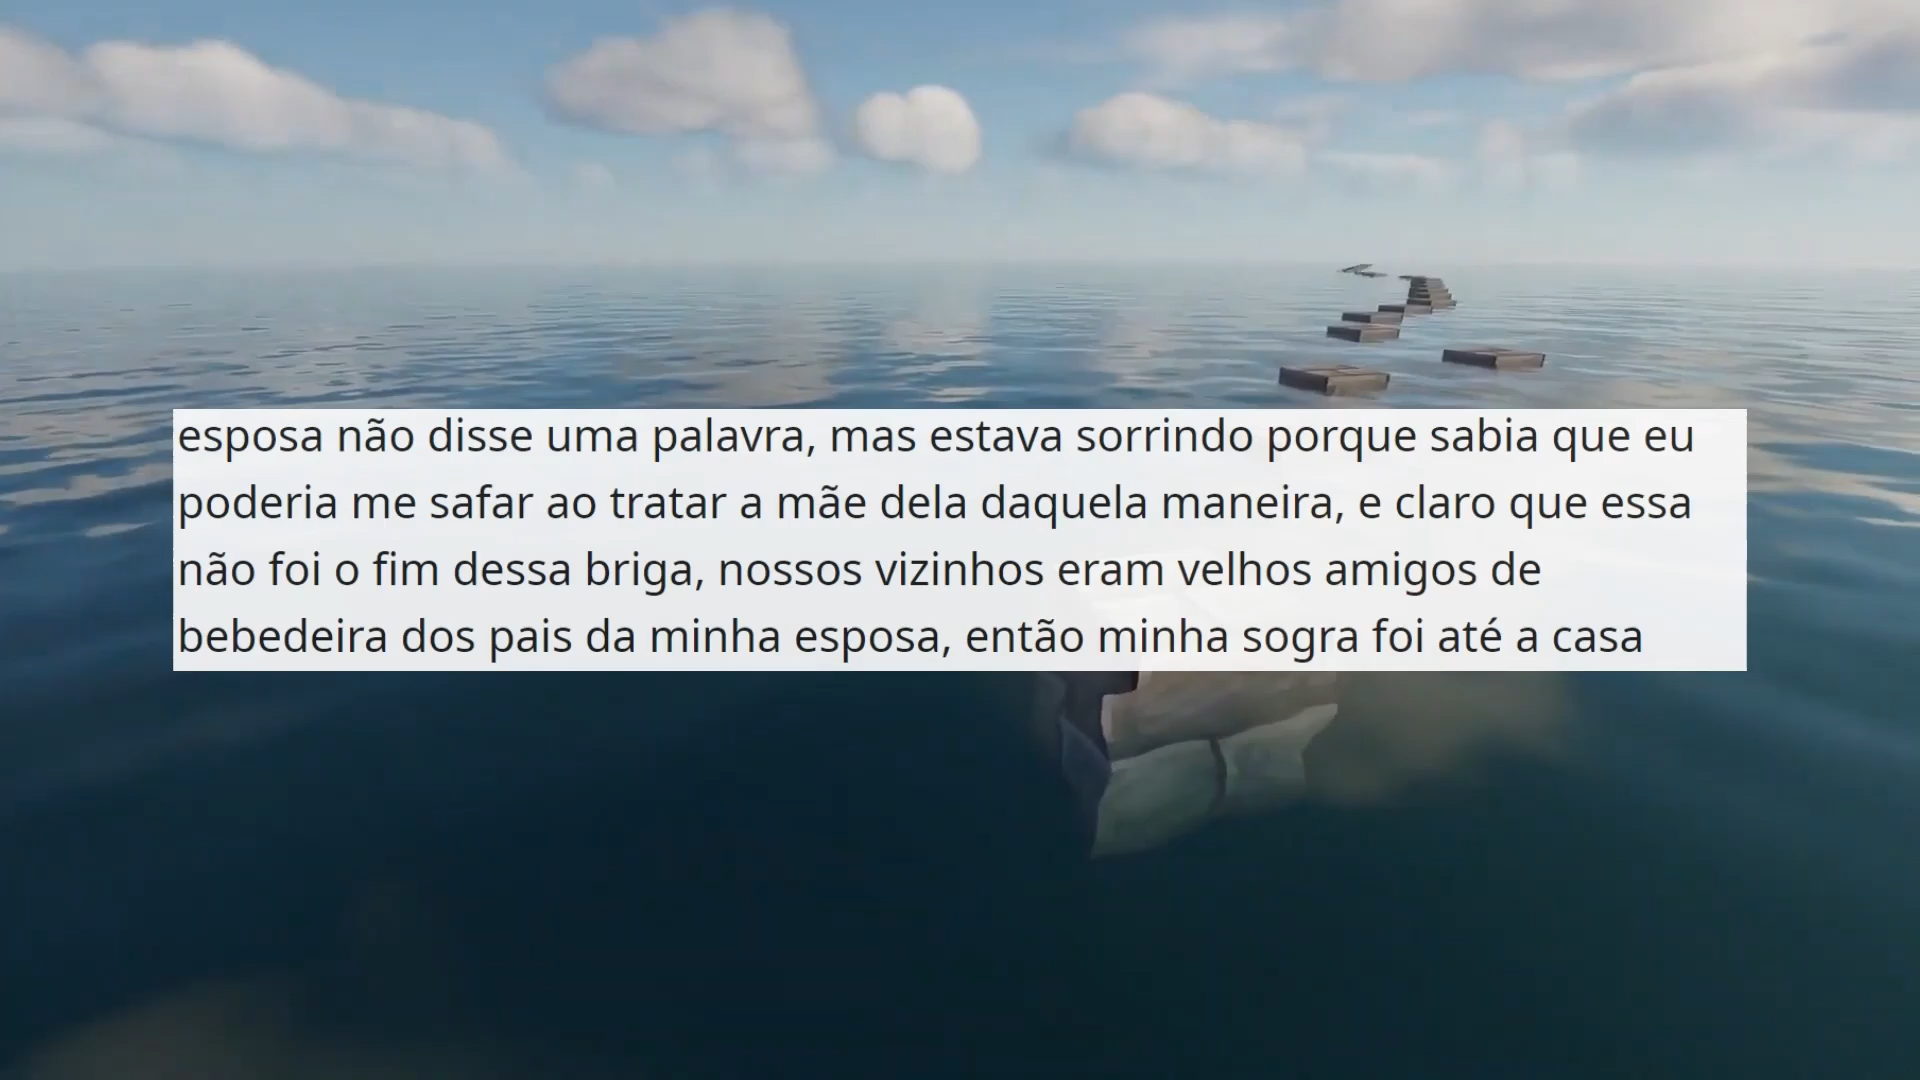 esposa não disse uma palavra, mas estava sorrindo porque sabia que eu
poderia me safar ao tratar a mãe dela daquela maneira, e claro que essa
não foi o fim dessa briga, nossos vizinhos eram velhos amigos de
bebedeira dos pais da minha esposa, então minha sogra foi até a casa